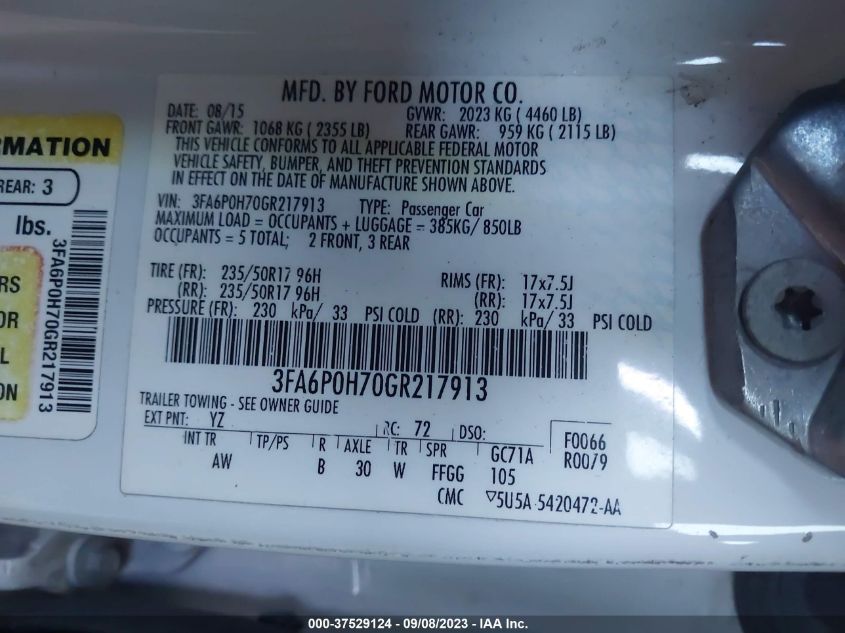 MFD. BY FORD MOTOR CO.
DATE: 08/15 GVWR: 2023 KG ( 4460 LB)
FRONT GAWR: 1068 KG ( 2355 LB) REAR GAWR: 959 KG ( 2115 LB)
THIS VEHICLE CONFORMS TO ALL APPLICABLE FEDERAL MOTOR
VEHICLE SAFETY, BUMPER, AND THEFT PREVENTION STANDARDS
IN EFFECT ON THE DATE OF MANUFACTURE SHOWN ABOVE.
VIN: 3FA6P0H70GR217913 TYPE: Passenger Car
MAXIMUM LOAD = OCCUPANTS + LUGGAGE = 385KG/ 850LB
OCCUPANTS = 5 TOTAL; 2 FRONT, 3 REAR
TIRE (FR): 235/50R17 96H RIMS (FR): 17x7.5J
(RR): 235/50R17 96H (RR): 17x7.5J
PRESSURE (FR): 230 kPa/ 33 PSI COLD (RR): 230 kPa/ 33 PSI COLD
3FA6P0H70GR217913
TRAILER TOWING - SEE OWNER GUIDE
EXT PNT: YZ RC: 72 DSO: F0066
INT TR TP/PS R AXLE TR SPR GC71A R0079
AW B 30 W FFGG 105
CMC ▽5U5A-5420472-AA
RMATION
REAR: 3
lbs.
RS
OR
L
ON
3FA6P0H70GR217913
000-37529124 - 09/08/2023 - IAA Inc.